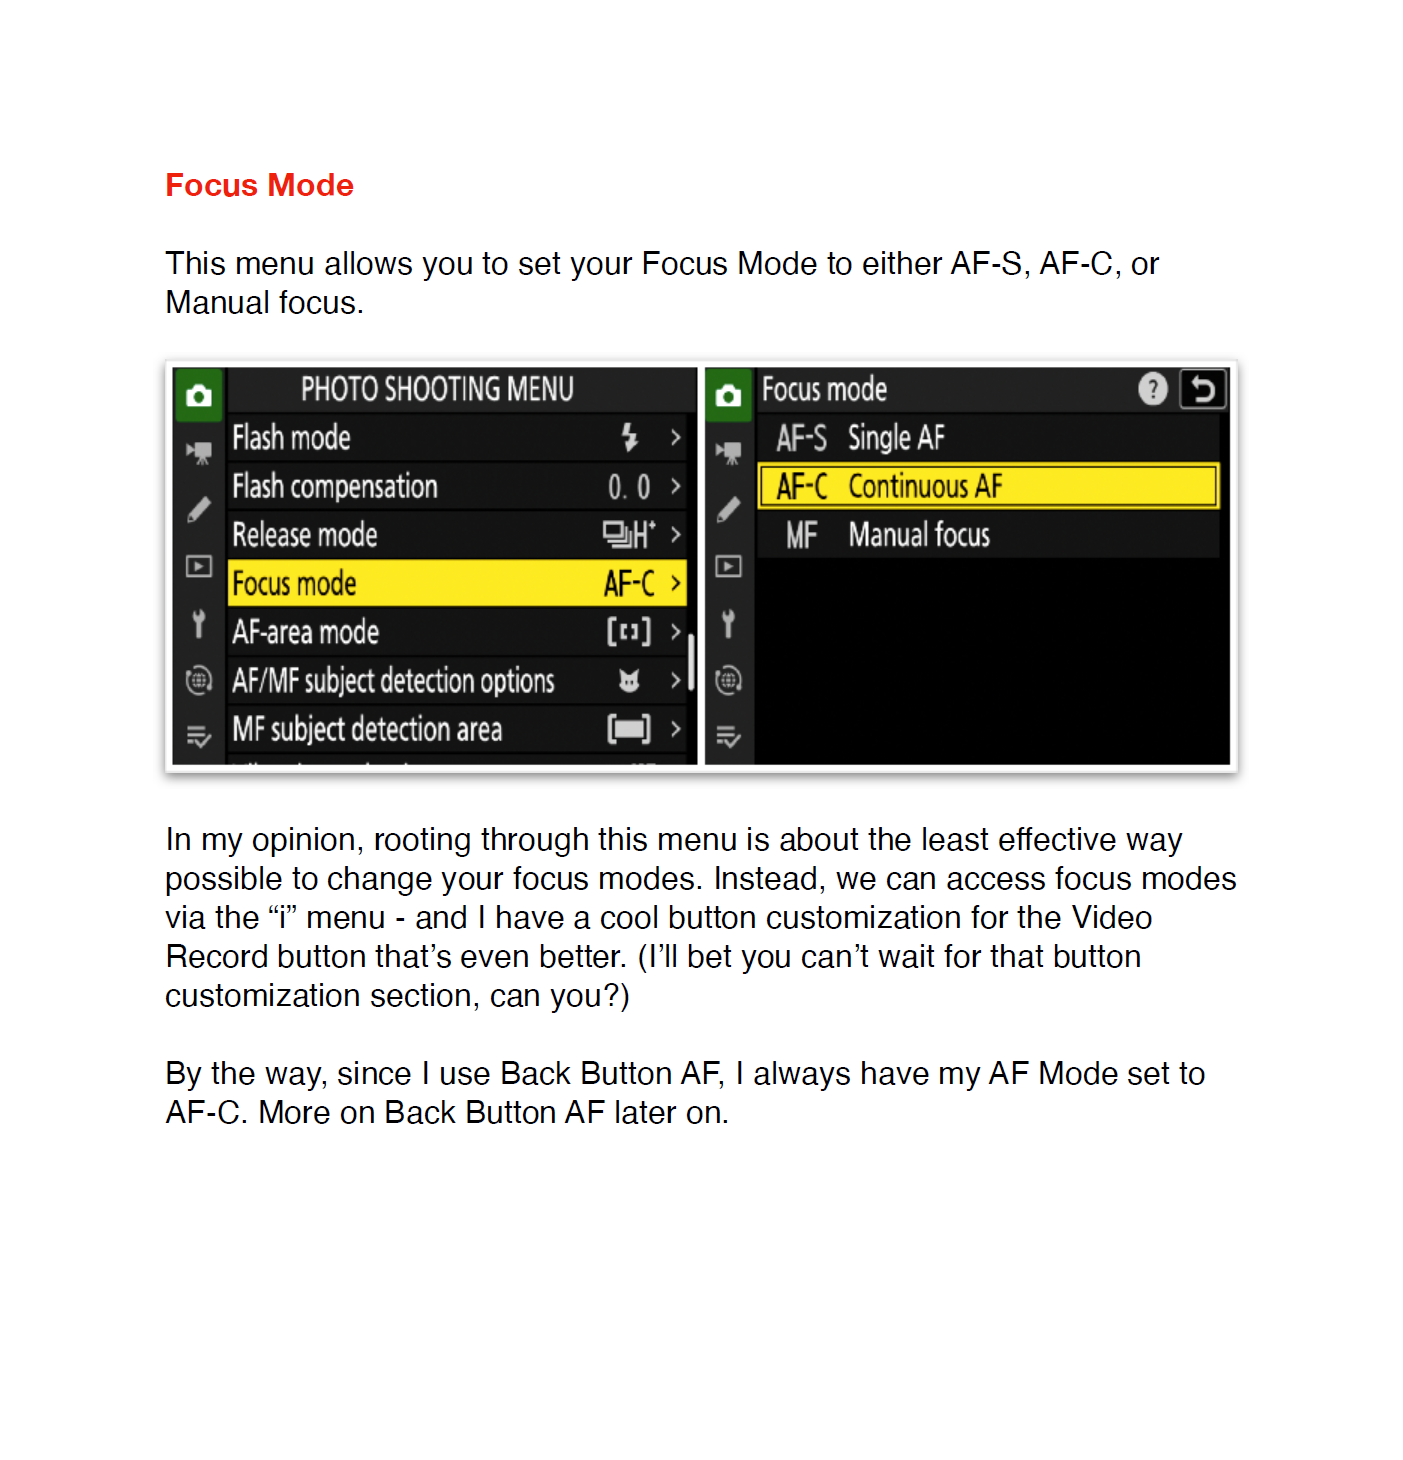 Focus Mode
This menu allows you to set your Focus Mode to either AF-S, AF-C, or
Manual focus.
PHOTO SHOOTING MENU
Flash mode
Flash compensation 0. 0
Release mode H+
Focus mode AF-C
AF-area mode
AF/MF subject detection options
MF subject detection area
Focus mode ?
AF-S Single AF
AF-C Continuous AF
MF Manual focus
In my opinion, rooting through this menu is about the least effective way
possible to change your focus modes. Instead, we can access focus modes
via the “i” menu - and I have a cool button customization for the Video
Record button that’s even better. (I’ll bet you can’t wait for that button
customization section, can you?)
By the way, since I use Back Button AF, I always have my AF Mode set to
AF-C. More on Back Button AF later on.